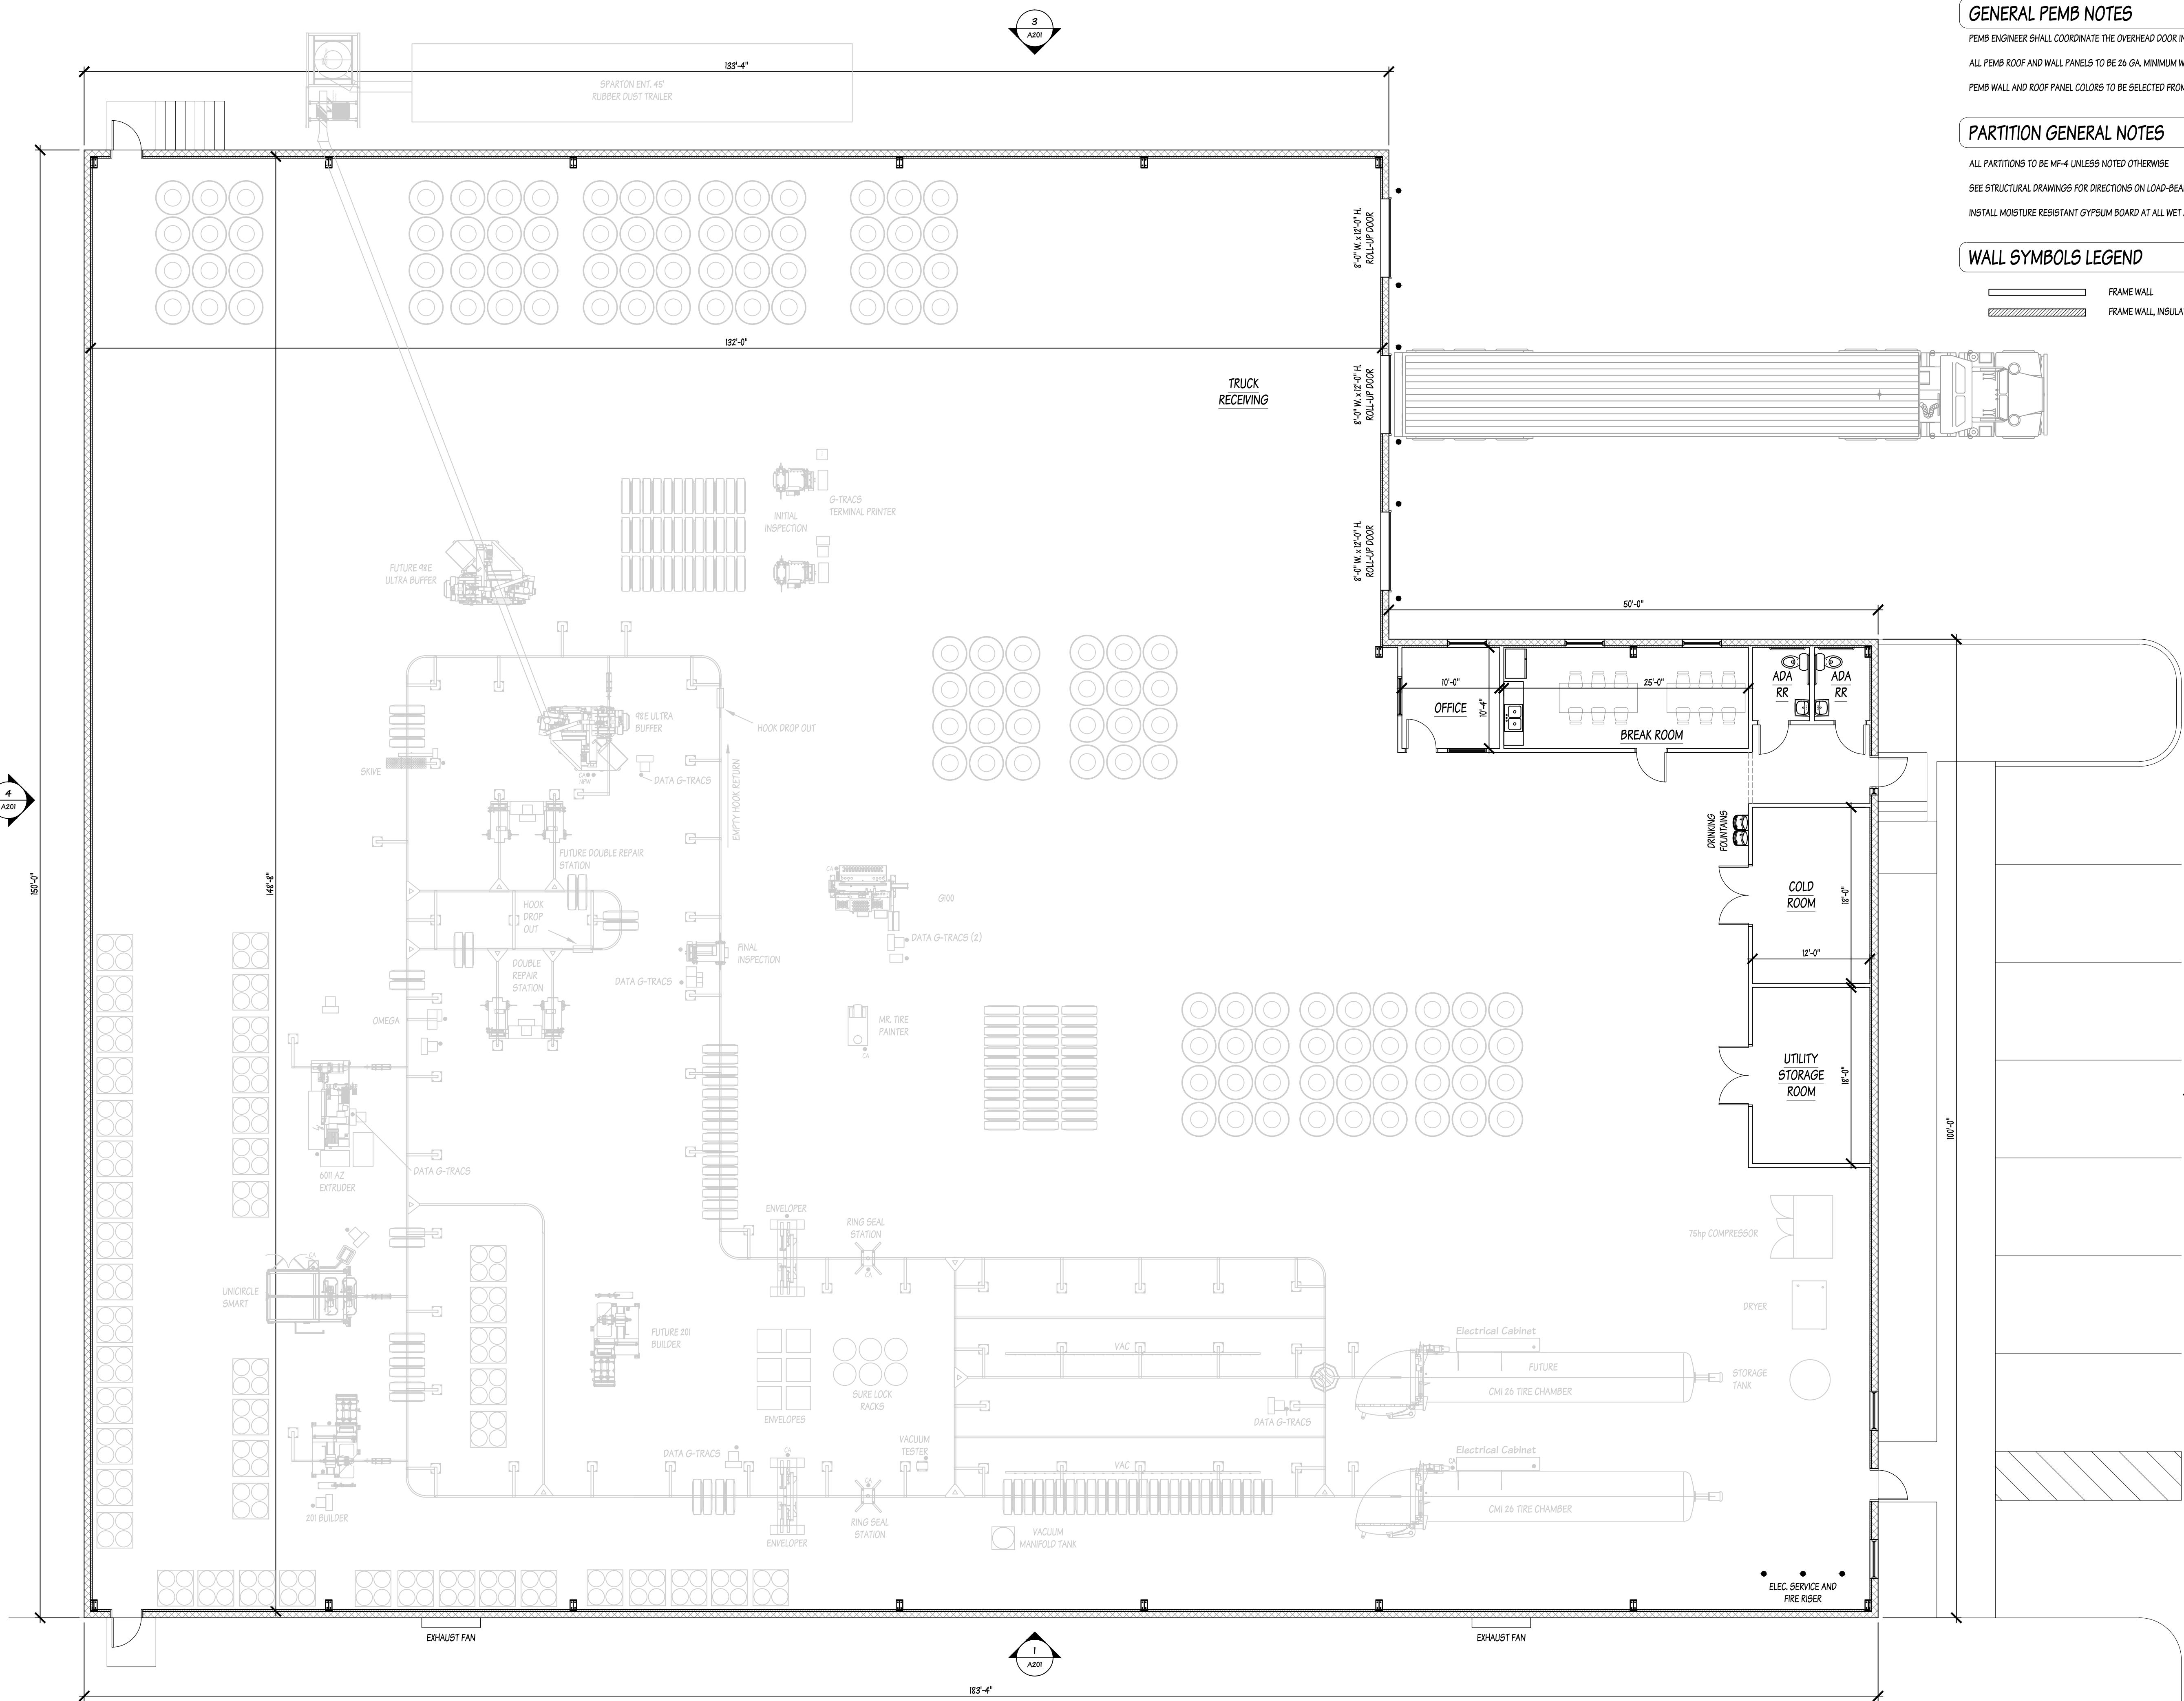 3
A201
GENERAL PEMB NOTES
PEMB ENGINEER SHALL COORDINATE THE OVERHEAD DOOR
ALL PEMB ROOF AND WALL PANELS TO BE 26 GA. MINIMUM
PEMB WALL AND ROOF PANEL COLORS TO BE SELECTED FROM
PARTITION GENERAL NOTES
ALL PARTITIONS TO BE MF-4 UNLESS NOTED OTHERWISE
SEE STRUCTURAL DRAWINGS FOR DIRECTIONS ON
INSTALL MOISTURE RESISTANT GYPSUM BOARD AT ALL WET
WALL SYMBOLS LEGEND
FRAME WALL
FRAME WALL,
133'-4"
SPARTON ENT. 45'
RUBBER DUST TRAILER
8'-0" W. x 12'-0" H.
ROLL-UP DOOR
132'-0"
TRUCK
RECEIVING
8'-0" W. x 12'-0" H.
ROLL-UP DOOR
G-TRACS
TERMINAL PRINTER
INITIAL
INSPECTION
8'-0" W. x 12'-0" H.
ROLL-UP DOOR
FUTURE 98E
ULTRA BUFFER
50'-0"
10'-0"
25'-0"
10'-4"
OFFICE
BREAK ROOM
ADA
RR
ADA
RR
98E ULTRA
BUFFER
HOOK DROP OUT
EMPTY HOOK RETURN
SKIVE
CA
HPW
DATA G-TRACS
4
A201
DRINKING
FOUNTAINS
FUTURE DOUBLE REPAIR
STATION
150'-0"
148'-8"
CA
G100
COLD
ROOM
18'-0"
HOOK
DROP
OUT
DATA G-TRACS (2)
FINAL
INSPECTION
12'-0"
DOUBLE
REPAIR
STATION
DATA G-TRACS
OMEGA
MR. TIRE
PAINTER
CA
UTILITY
STORAGE
ROOM
18'-0"
100'-0"
6011 AZ
EXTRUDER
DATA G-TRACS
ENVELOPER
RING SEAL
STATION
CA
75hp COMPRESSOR
CA
UNICIRCLE
SMART
DRYER
FUTURE 201
BUILDER
Electrical Cabinet
VAC
FUTURE
CMI 26 TIRE CHAMBER
STORAGE
TANK
SURE LOCK
RACKS
ENVELOPES
DATA G-TRACS
VACUUM
TESTER
DATA G-TRACS
CA
Electrical Cabinet
VAC
CA
CA
CMI 26 TIRE CHAMBER
201 BUILDER
RING SEAL
STATION
ENVELOPER
VACUUM
MANIFOLD TANK
ELEC. SERVICE AND
FIRE RISER
EXHAUST FAN
EXHAUST FAN
1
A201
183'-4"